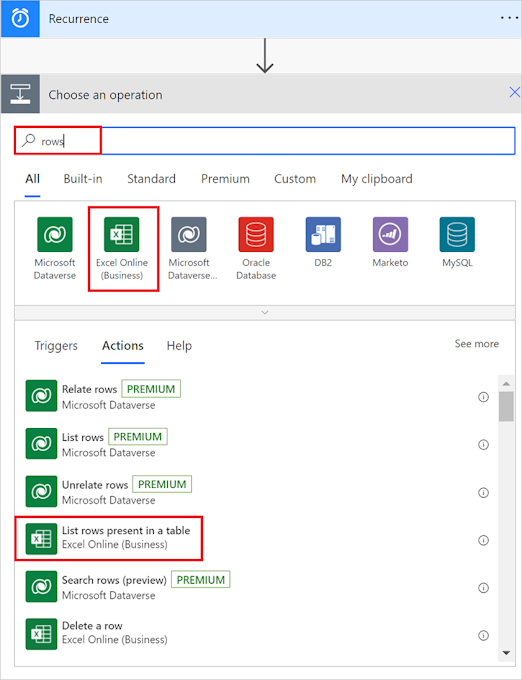 Recurrence
Choose an operation
rows
All Built-in Standard Premium Custom My clipboard
Microsoft Dataverse
Excel Online (Business)
Microsoft Dataverse...
Oracle Database
DB2
Marketo
MySQL
Triggers Actions Help See more
Relate rows PREMIUM
Microsoft Dataverse
List rows PREMIUM
Microsoft Dataverse
Unrelate rows PREMIUM
Microsoft Dataverse
List rows present in a table
Excel Online (Business)
Search rows (preview) PREMIUM
Microsoft Dataverse
Delete a row
Excel Online (Business)